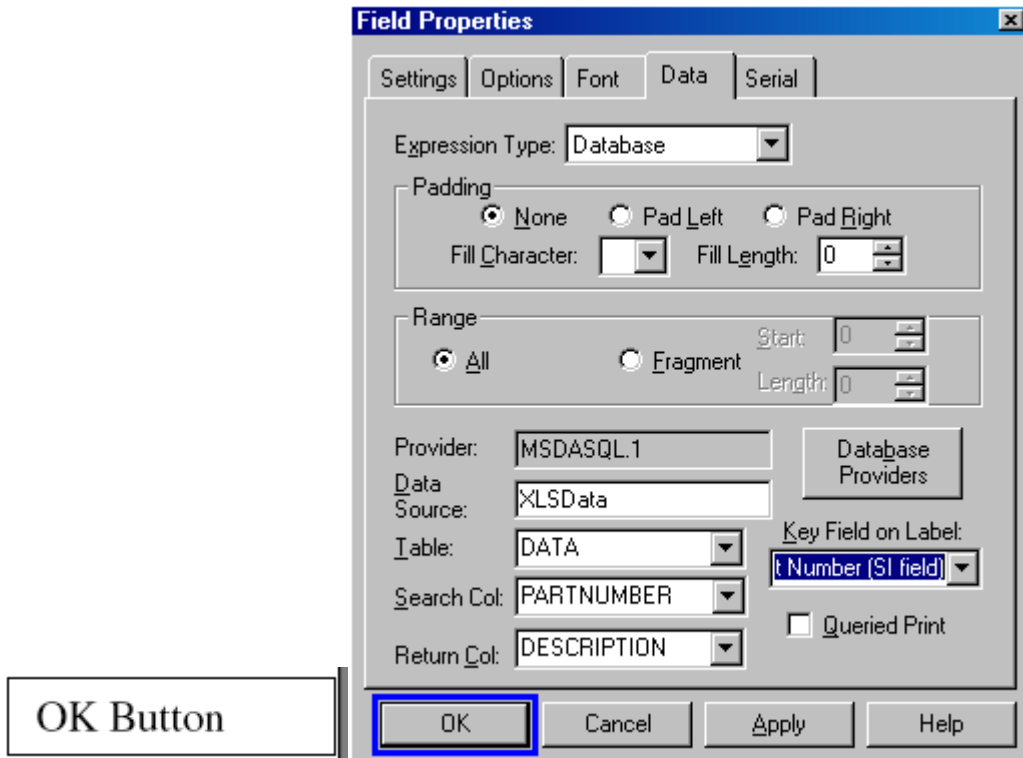 Field Properties
Settings Options Font Data Serial
Expression Type: Database
Padding
None Pad Left Pad Right
Fill Character: Fill Length: 0
Range
All Fragment Start: 0
Length: 0
Provider: MSDASQL.1 Database Providers
Data Source: XLSData
Key Field on Label:
Table: DATA
t Number (SI field)
Search Col: PARTNUMBER
Queried Print
Return Col: DESCRIPTION
OK Button
OK Cancel Apply Help